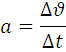 a = Δϑ / Δt